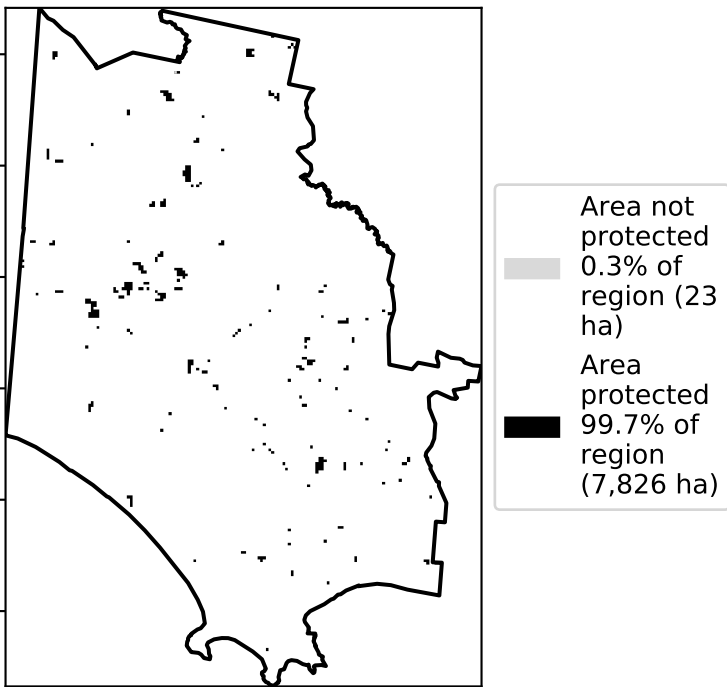 Area not
protected
0.3% of
region (23
ha)
Area
protected
99.7% of
region
(7,826 ha)